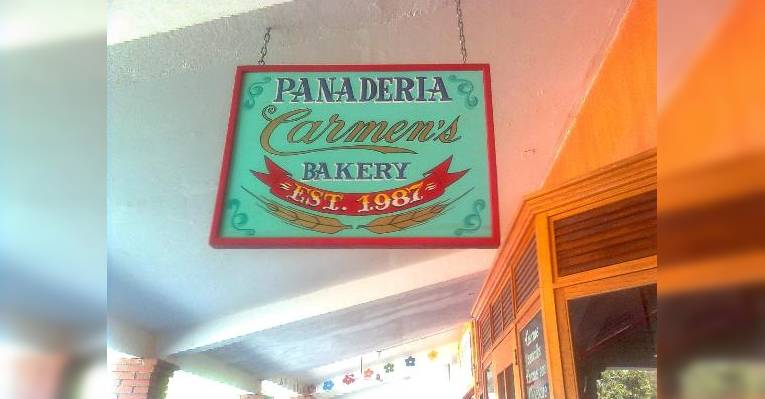 PANADERIA
Carmen's
BAKERY
EST. 1987